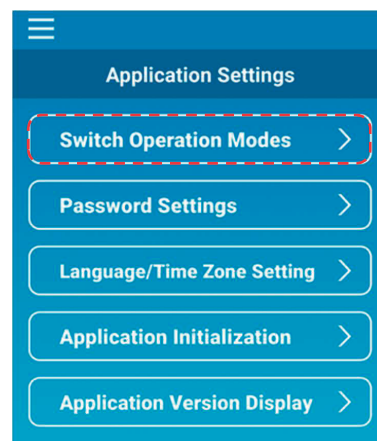 Application Settings
Switch Operation Modes
Password Settings
Language/Time Zone Setting
Application Initialization
Application Version Display